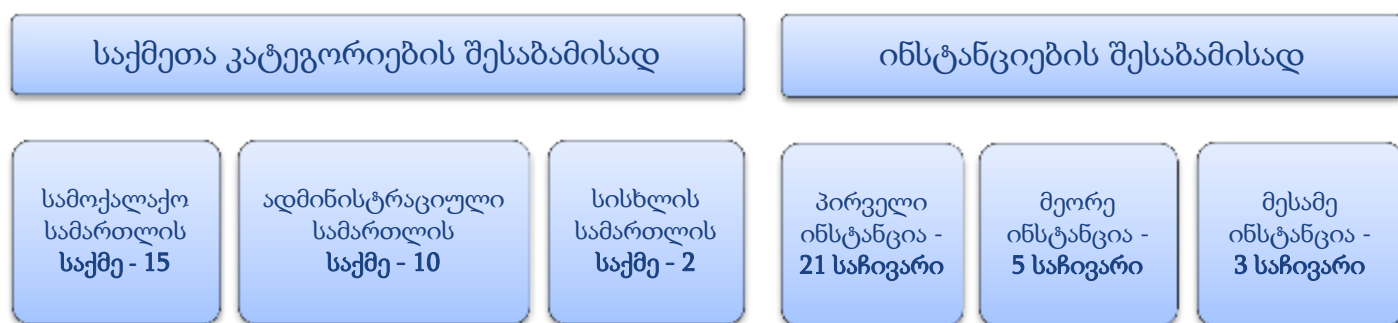 საქმეთა კატეგორიების შესაბამისად
სამოქალაქო
სამართლის
საქმე - 15
ადმინისტრაციული
სამართლის
საქმე – 10
სისხლის
სამართლის
საქმე – 2
ინსტანციების შესაბამისად
პირველი
ინსტანცია -
21 საჩივარი
მეორე
ინსტანცია -
5 საჩივარი
მესამე
ინსტანცია -
3 საჩივარი